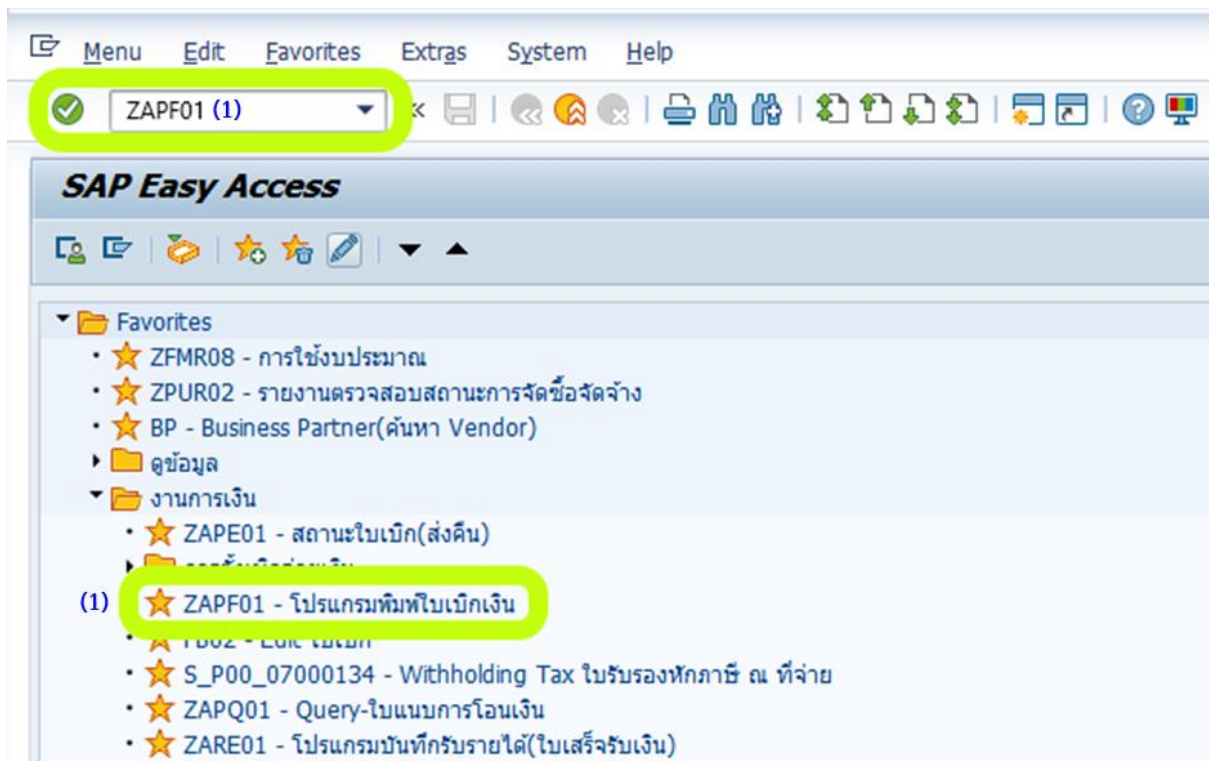 Menu Edit Favorites Extras System Help
ZAPF01 (1)
SAP Easy Access
Favorites
ZFMR08 - การใช้งบประมาณ
ZPUR02 - รายงานตรวจสอบสถานะการจัดซื้อจัดจ้าง
BP - Business Partner(ค้นหา Vendor)
ดูข้อมูล
งานการเงิน
ZAPE01 - สถานะใบเบิก(ส่งคืน)
(1) ZAPF01 - โปรแกรมพิมพ์ใบเบิกเงิน
S_P00_07000134 - Withholding Tax ใบรับรองหักภาษี ณ ที่จ่าย
ZAPQ01 - Query-ใบแนบการโอนเงิน
ZARE01 - โปรแกรมบันทึกรับรายได้(ใบเสร็จรับเงิน)